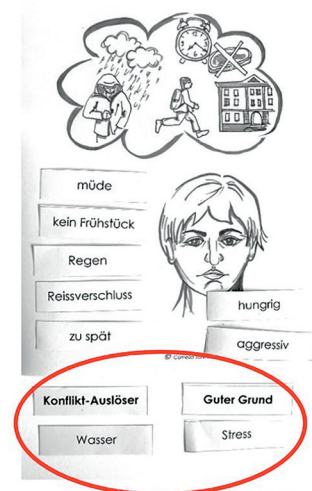 müde
kein Frühstück
Regen
Reissverschluss
zu spät
hungrig
aggressiv
©
Konflikt-Auslöser
Guter Grund
Wasser
Stress